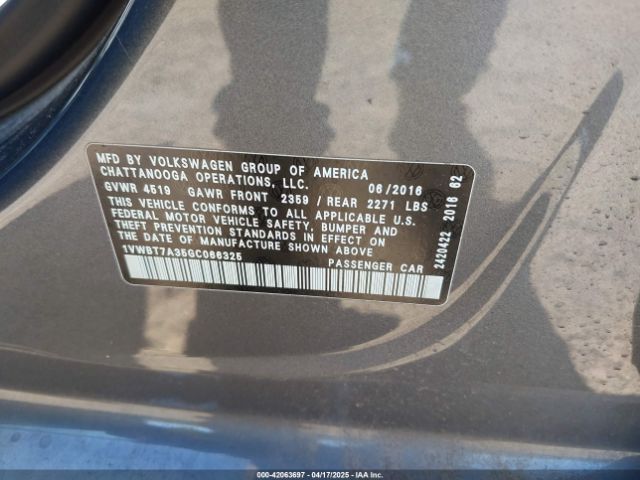 MFD BY VOLKSWAGEN GROUP OF AMERICA
CHATTANOOGA OPERATIONS, LLC. 06/2016
GVWR 4519 GAWR FRONT 2359 / REAR 2271 LBS
THIS VEHICLE CONFORMS TO ALL APPLICABLE U.S.
FEDERAL MOTOR VEHICLE SAFETY, BUMPER AND
THEFT PREVENTION STANDARDS IN EFFECT ON
THE DATE OF MANUFACTURE SHOWN ABOVE
1VWBT7A35GC066325 PASSENGER CAR
2420422 2016 62
000-42063697 - 04/17/2025 - IAAI.com